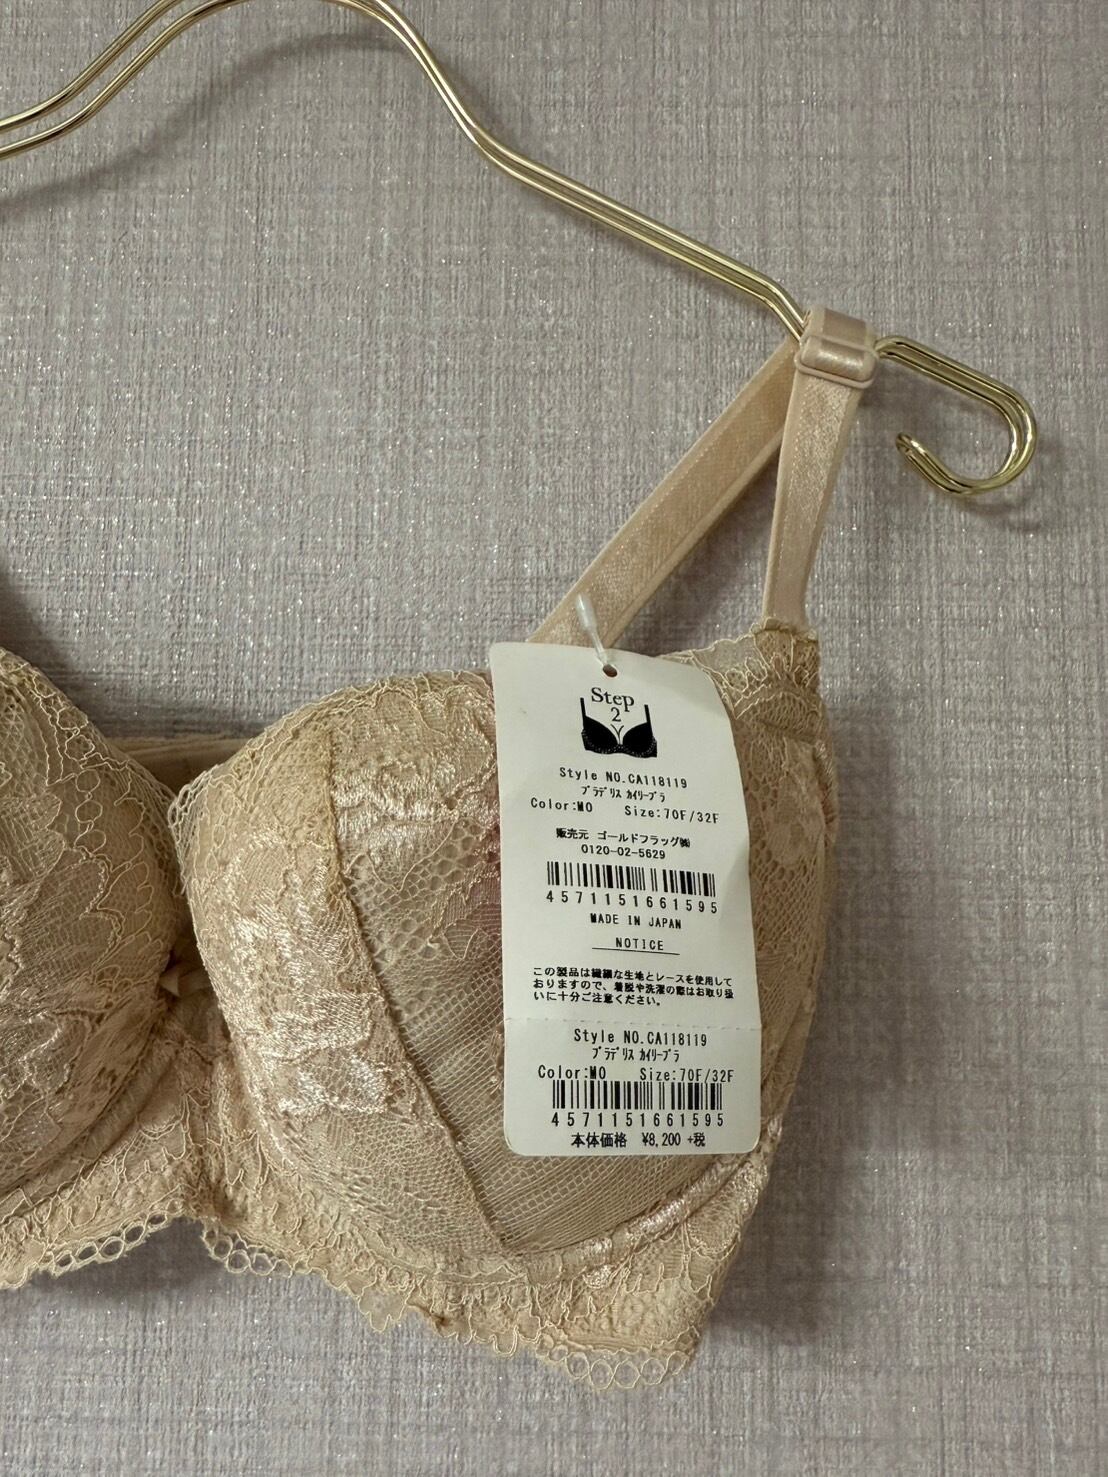 Step
2
Style NO.CA118119
ブラデリス カイリーブラ
Color:MO Size:70F/32F
販売元 ゴールドフラッグ㈱
0120-02-5629
4571151661595
MADE IN JAPAN
NOTICE
この製品は繊細な生地とレースを使用して
おりますので、着脱や洗濯の際はお取り扱
いに十分ご注意ください。
Style NO.CA118119
ブラデリス カイリーブラ
Color:MO Size:70F/32F
4571151661595
本体価格 ¥8,200 +税